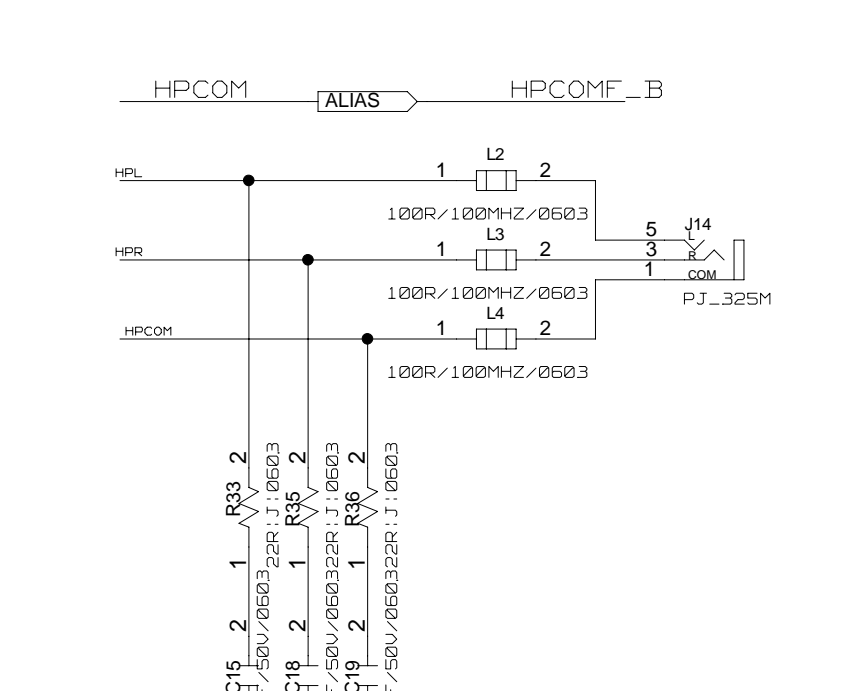 HPCOM ALIAS HPCOMF_B
L2
HPL 1 2
100R/100MHZ/0603
J14
5 L
L3
HPR 1 2 3 R
1 COM
100R/100MHZ/0603
PJ_325M
L4
HPCOM 1 2
100R/100MHZ/0603
2 2 2
R33 22R:J:0603
R35 22R:J:0603
R36 22R:J:0603
1 1 1
2 2 2
C15 /50V/0603
C18 /50V/0603
C19 /50V/0603